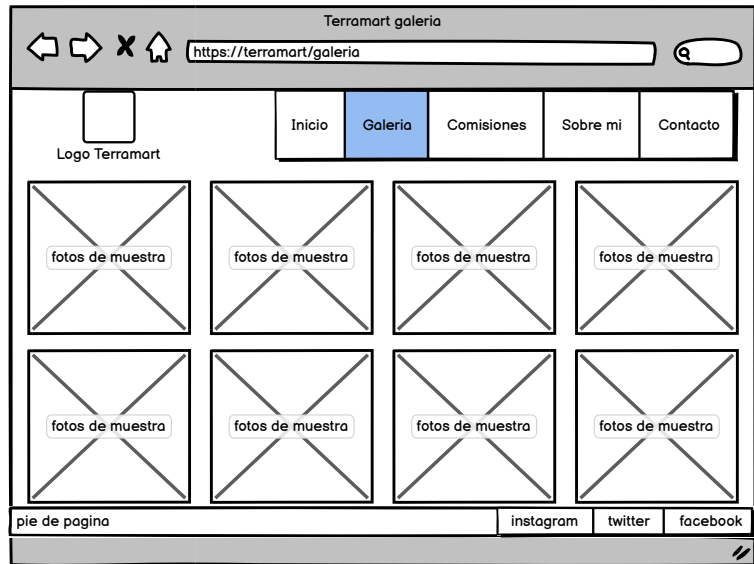 Terramart galeria
https://terramart/galeria
Inicio Galeria Comisiones Sobre mi Contacto
Logo Terramart
fotos de muestra fotos de muestra fotos de muestra fotos de muestra
fotos de muestra fotos de muestra fotos de muestra fotos de muestra
pie de pagina instagram twitter facebook